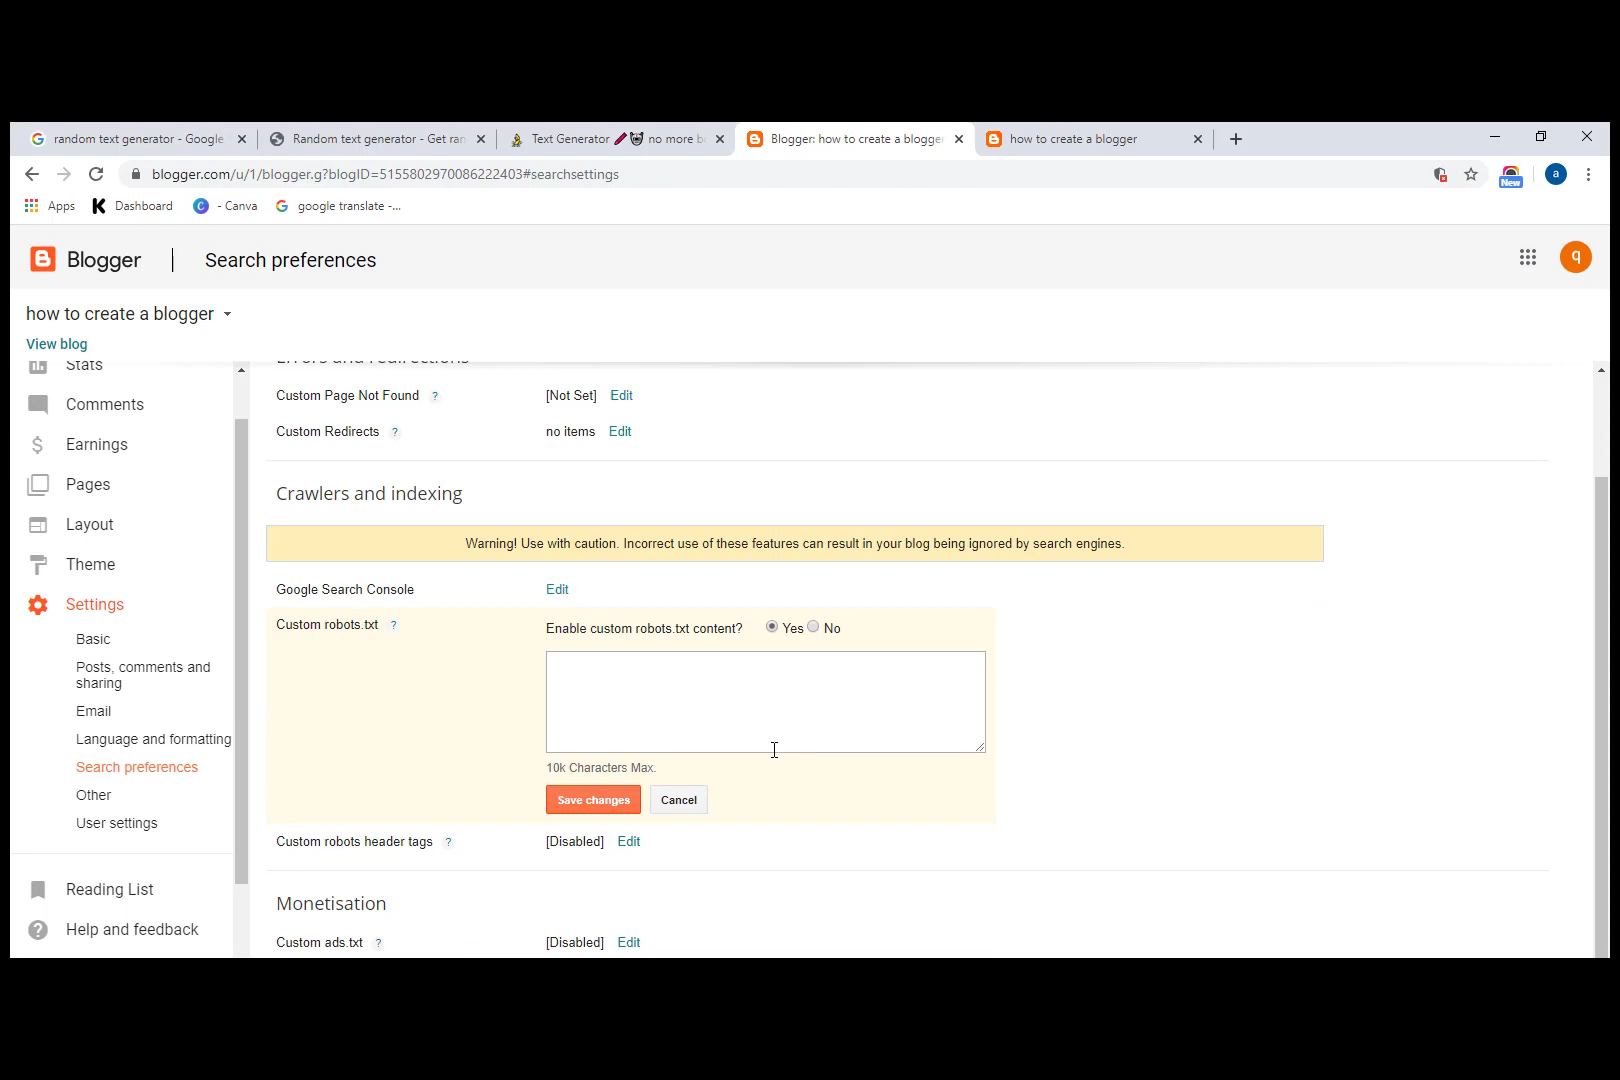 random text generator - Google
Random text generator - Get ran
Text Generator
no more b
Blogger: how to create a blogger
how to create a blogger
blogger.com/u/1/blogger.g?blogID=5155802970086222403#searchsettings
New
a
Apps
K
Dashboard
C
- Canva
google translate -...
B
Blogger
Search preferences
q
how to create a blogger
View blog
Stats
Comments
Earnings
Pages
Layout
Theme
Settings
Basic
Posts, comments and
sharing
Email
Language and formatting
Search preferences
Other
User settings
Reading List
Help and feedback
Errors and redirections
Custom Page Not Found ? [Not Set] Edit
Custom Redirects ? no items Edit
Crawlers and indexing
Warning! Use with caution. Incorrect use of these features can result in your blog being ignored by search engines.
Google Search Console Edit
Custom robots.txt ? Enable custom robots.txt content? Yes No
10k Characters Max.
Save changes Cancel
Custom robots header tags ? [Disabled] Edit
Monetisation
Custom ads.txt ? [Disabled] Edit